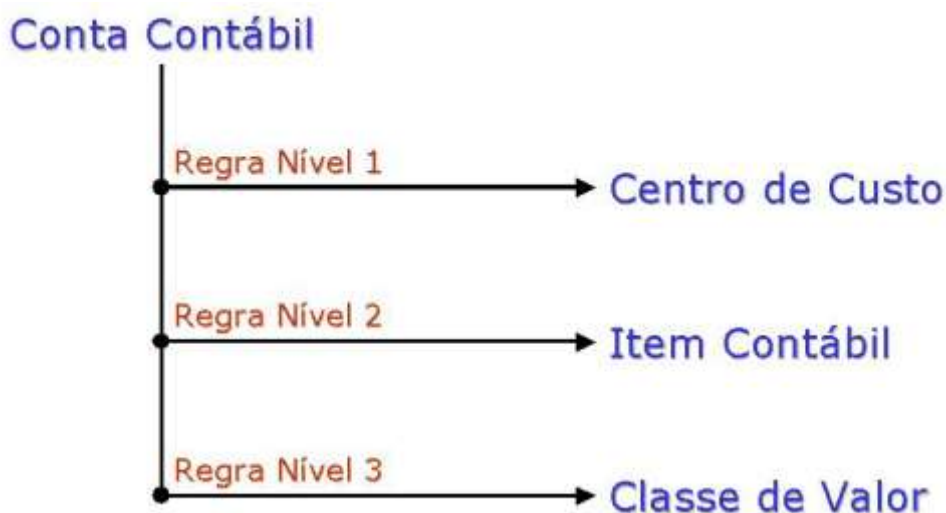 Conta Contábil
Regra Nível 1
Centro de Custo
Regra Nível 2
Item Contábil
Regra Nível 3
Classe de Valor